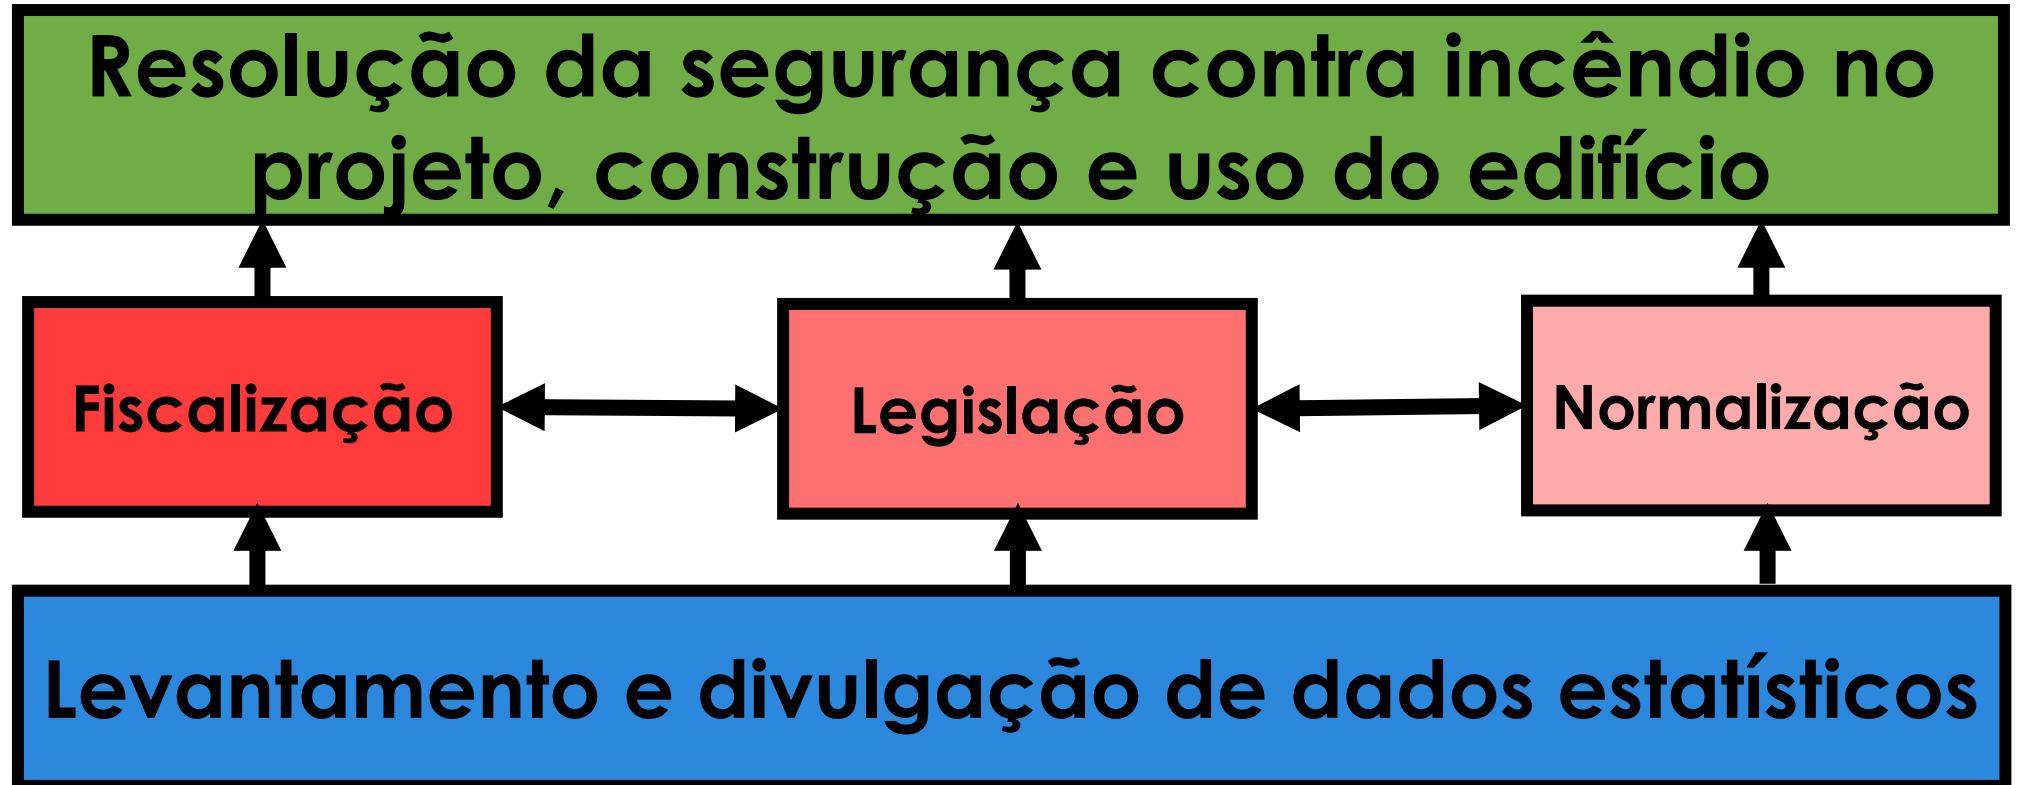 Resolução da segurança contra incêndio no
projeto, construção e uso do edifício
Fiscalização
Legislação
Normalização
Levantamento e divulgação de dados estatísticos